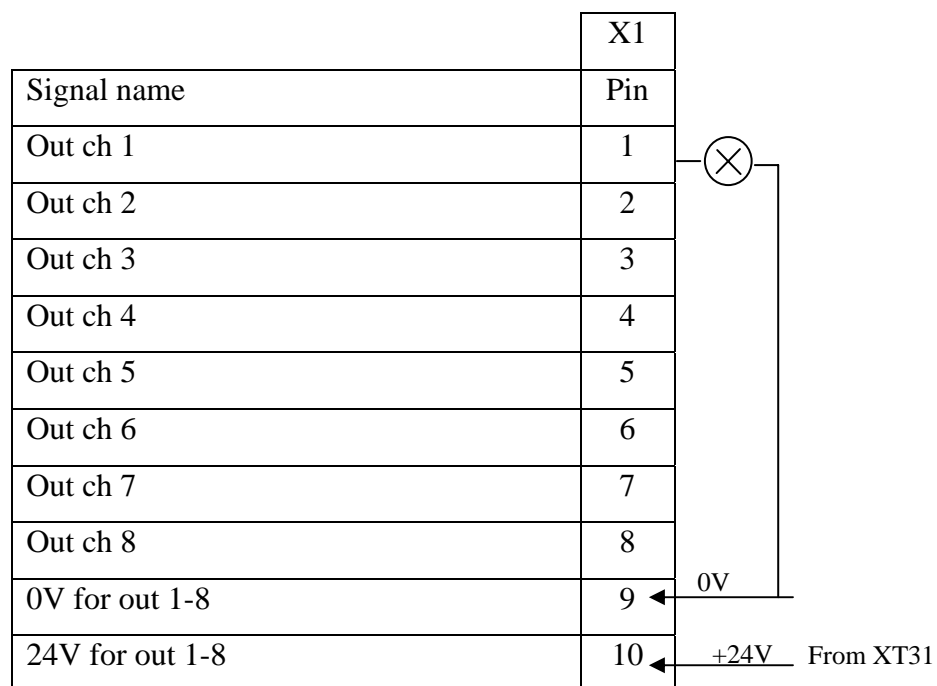 X1
Signal name Pin
Out ch 1 1
Out ch 2 2
Out ch 3 3
Out ch 4 4
Out ch 5 5
Out ch 6 6
Out ch 7 7
Out ch 8 8
0V for out 1-8 9 0V
24V for out 1-8 10 +24V From XT31